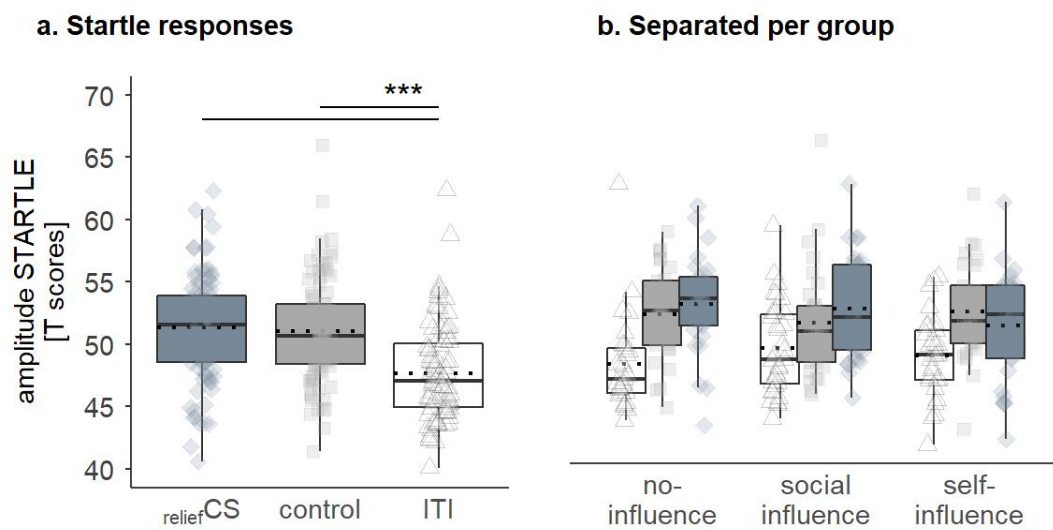 a. Startle responses
b. Separated per group
amplitude STARTLE
[T scores]
70
65
60
55
50
45
40
***
reliefCS
control
ITI
no-
influence
social
influence
self-
influence